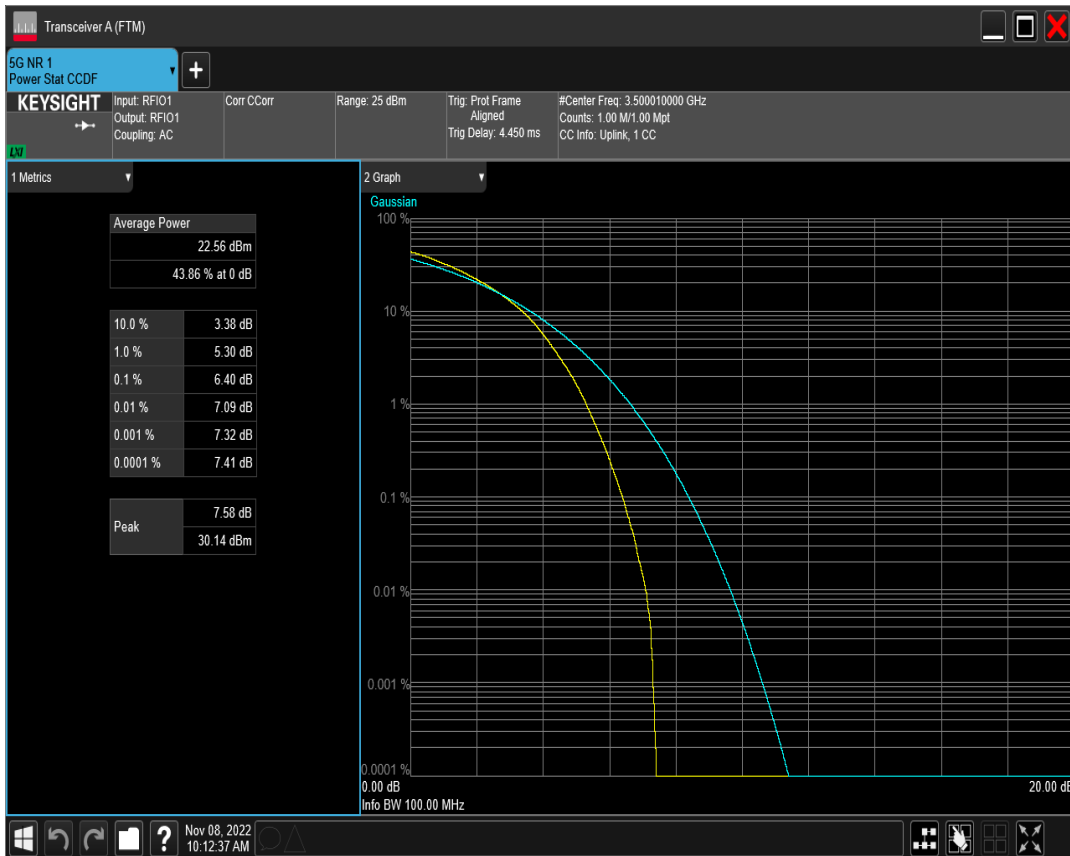 Transceiver A (FTM)
5G NR 1
Power Stat CCDF
+
KEYSIGHT
LXI
Input: RFIO1
Output: RFIO1
Coupling: AC
Corr CCorr
Range: 25 dBm
Trig: Prot Frame
Aligned
Trig Delay: 4.450 ms
#Center Freq: 3.500010000 GHz
Counts: 1.00 M/1.00 Mpt
CC Info: Uplink, 1 CC
1 Metrics
Average Power
22.56 dBm
43.86 % at 0 dB
10.0 % 3.38 dB
1.0 % 5.30 dB
0.1 % 6.40 dB
0.01 % 7.09 dB
0.001 % 7.32 dB
0.0001 % 7.41 dB
Peak
7.58 dB
30.14 dBm
2 Graph
Gaussian
100 %
10 %
1 %
0.1 %
0.01 %
0.001 %
0.0001 %
0.00 dB 20.00 dB
Info BW 100.00 MHz
?
Nov 08, 2022
10:12:37 AM